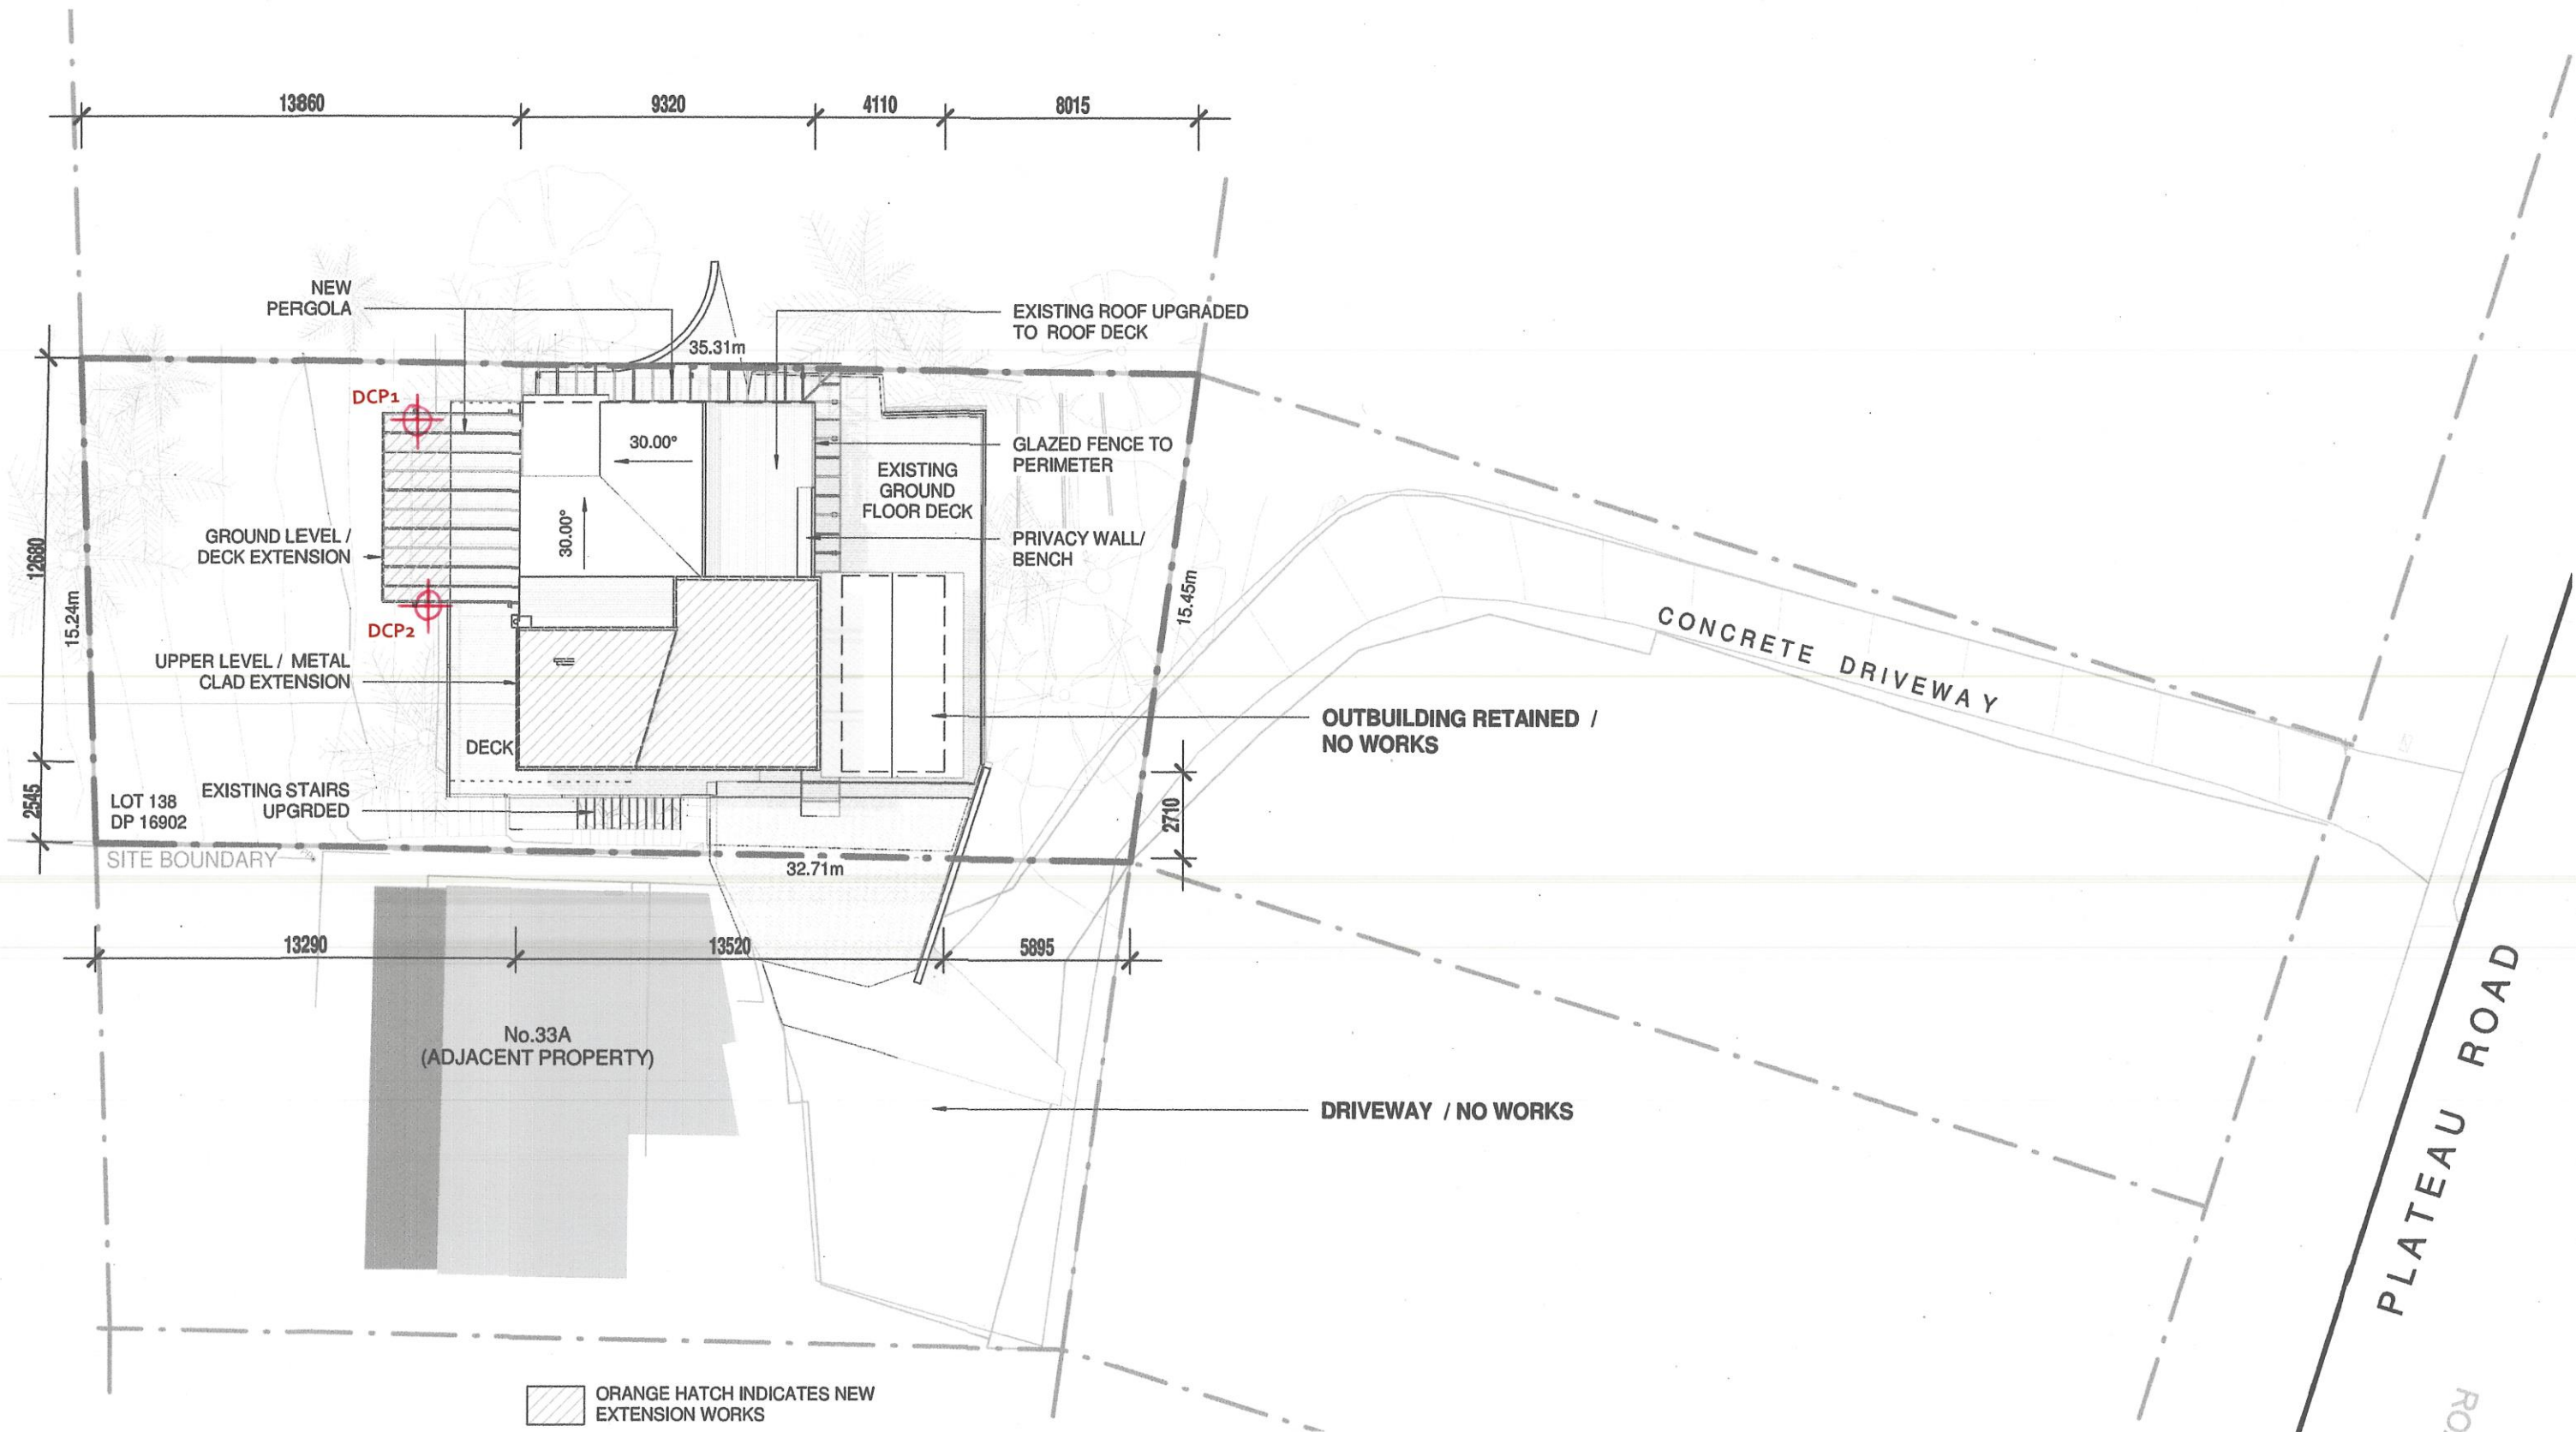 13860
9320
4110
8015
NEW
PERGOLA
EXISTING ROOF UPGRADED
TO ROOF DECK
35.31m
DCP1
30.00°
GLAZED FENCE TO
PERIMETER
EXISTING
GROUND
FLOOR DECK
30.00°
GROUND LEVEL /
DECK EXTENSION
PRIVACY WALL/
BENCH
12680
15.24m
15.45m
DCP2
CONCRETE DRIVEWAY
UPPER LEVEL / METAL
CLAD EXTENSION
OUTBUILDING RETAINED /
NO WORKS
DECK
EXISTING STAIRS
UPGRDED
2545
LOT 138
DP 16902
2710
SITE BOUNDARY
32.71m
13290
13520
5895
No.33A
(ADJACENT PROPERTY)
DRIVEWAY / NO WORKS
PLATEAU ROAD
ORANGE HATCH INDICATES NEW
EXTENSION WORKS